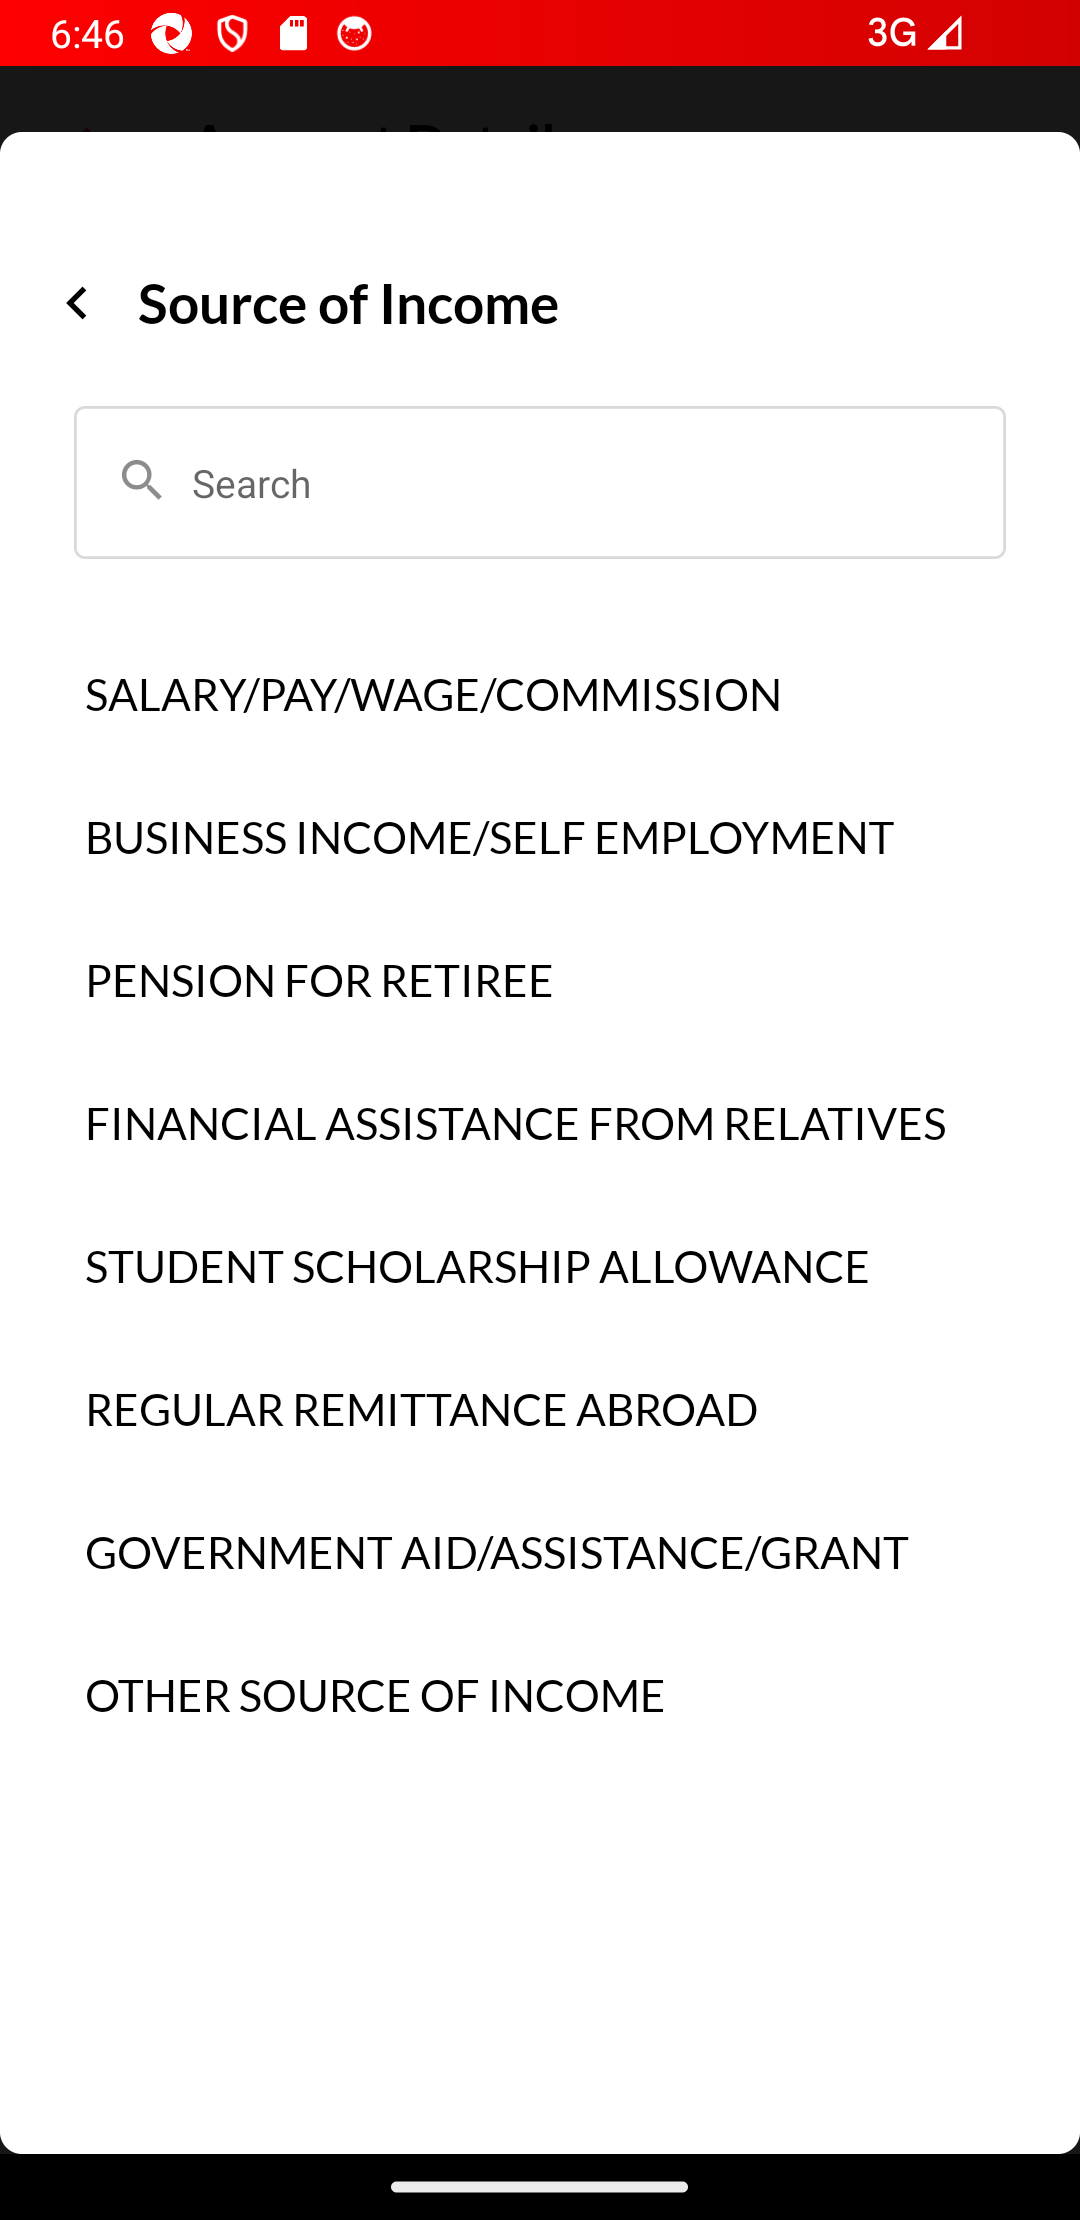 6:46
3G
Source of Income
Search
SALARY/PAY/WAGE/COMMISSION
BUSINESS INCOME/SELF EMPLOYMENT
PENSION FOR RETIREE
FINANCIAL ASSISTANCE FROM RELATIVES
STUDENT SCHOLARSHIP ALLOWANCE
REGULAR REMITTANCE ABROAD
GOVERNMENT AID/ASSISTANCE/GRANT
OTHER SOURCE OF INCOME